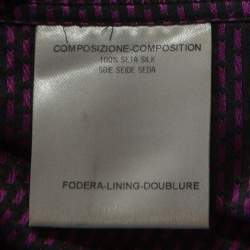 COMPOSIZIONE-COMPOSITION
100% SETA SILK
SOIE SEIDE SEDA
FODERA-LINING-DOUBLURE